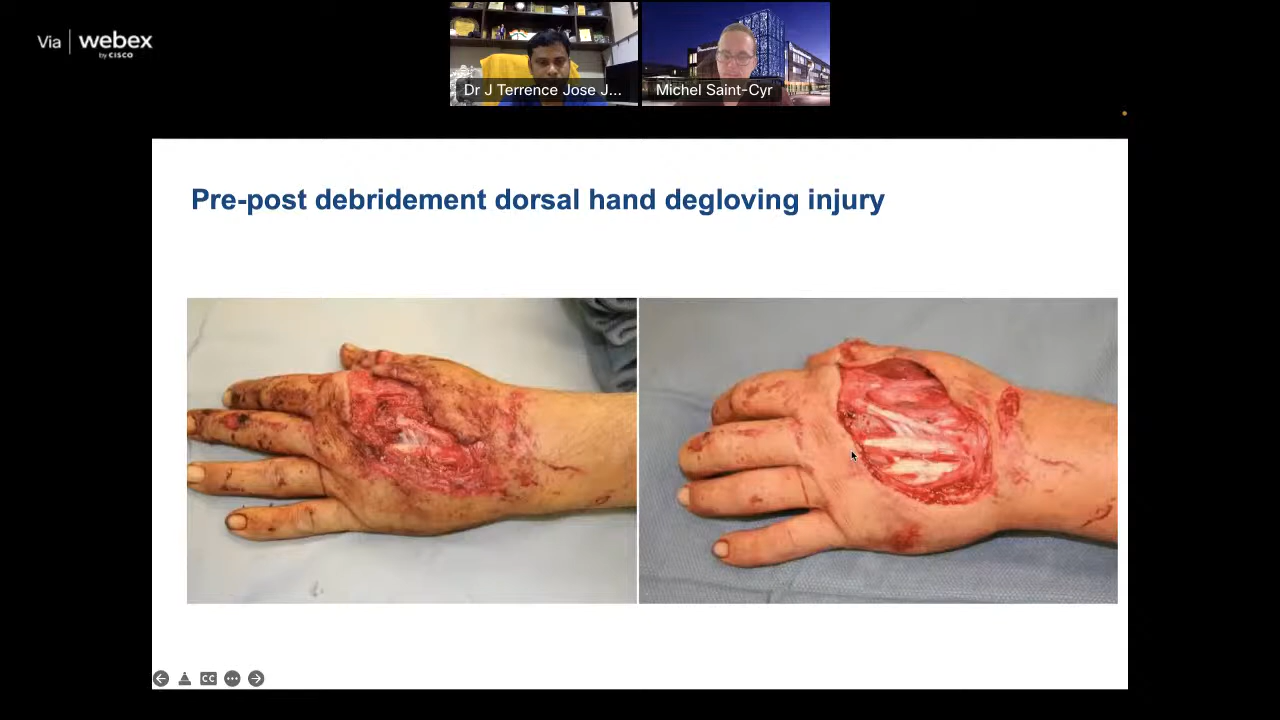 Via webex
by CISCO
Dr J Terrence Jose J...
Michel Saint-Cyr
Pre-post debridement dorsal hand degloving injury
CC